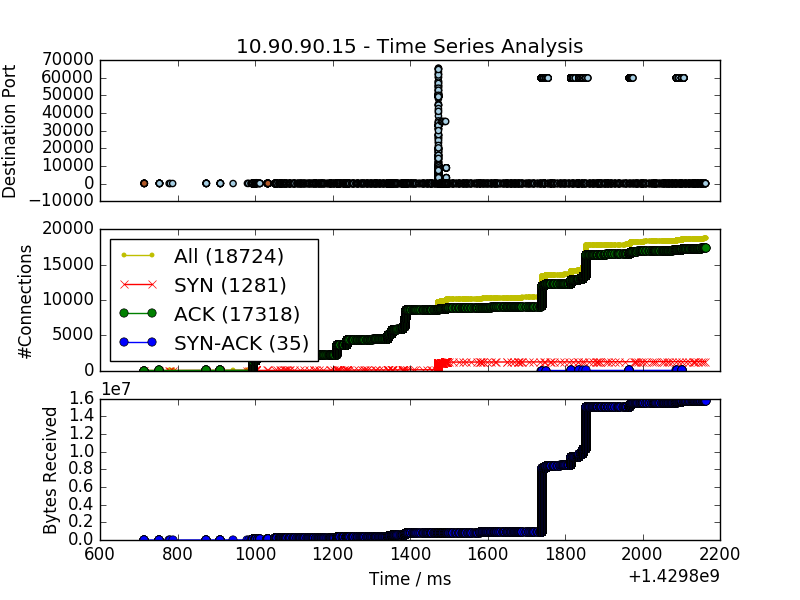 10.90.90.15 - Time Series Analysis
Destination Port
70000
60000
50000
40000
30000
20000
10000
0
−10000
#Connections
20000
15000
10000
5000
0
All (18724)
SYN (1281)
ACK (17318)
SYN-ACK (35)
Bytes Received
1e7
1.6
1.4
1.2
1.0
0.8
0.6
0.4
0.2
0.0
600 800 1000 1200 1400 1600 1800 2000 2200
Time / ms
+1.4298e9